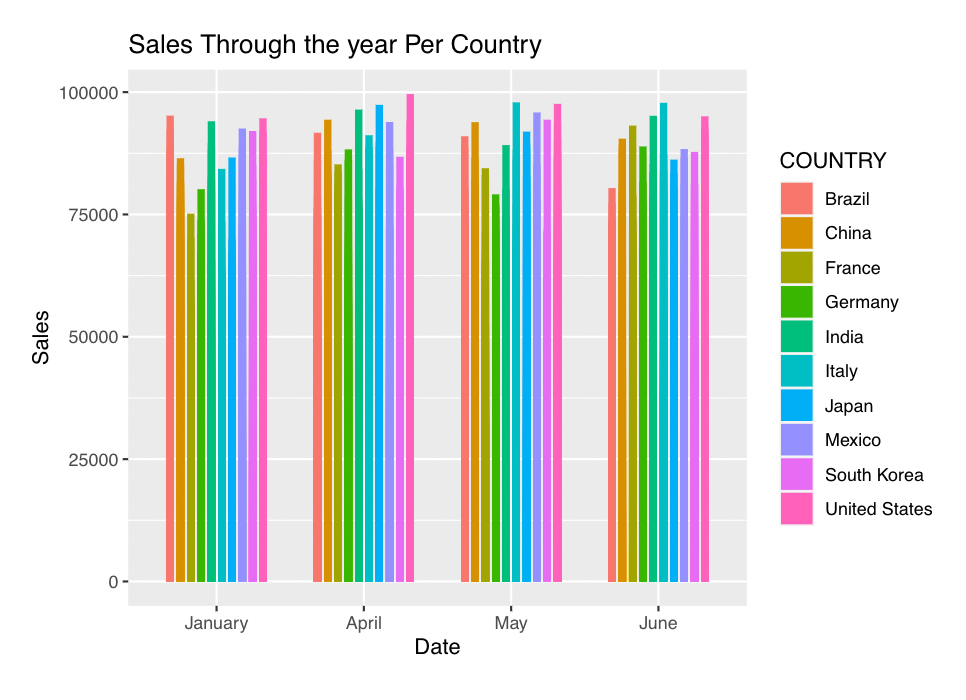 Sales Through the year Per Country
100000
75000
50000
25000
0
Sales
January
April
May
June
Date
COUNTRY
Brazil
China
France
Germany
India
Italy
Japan
Mexico
South Korea
United States